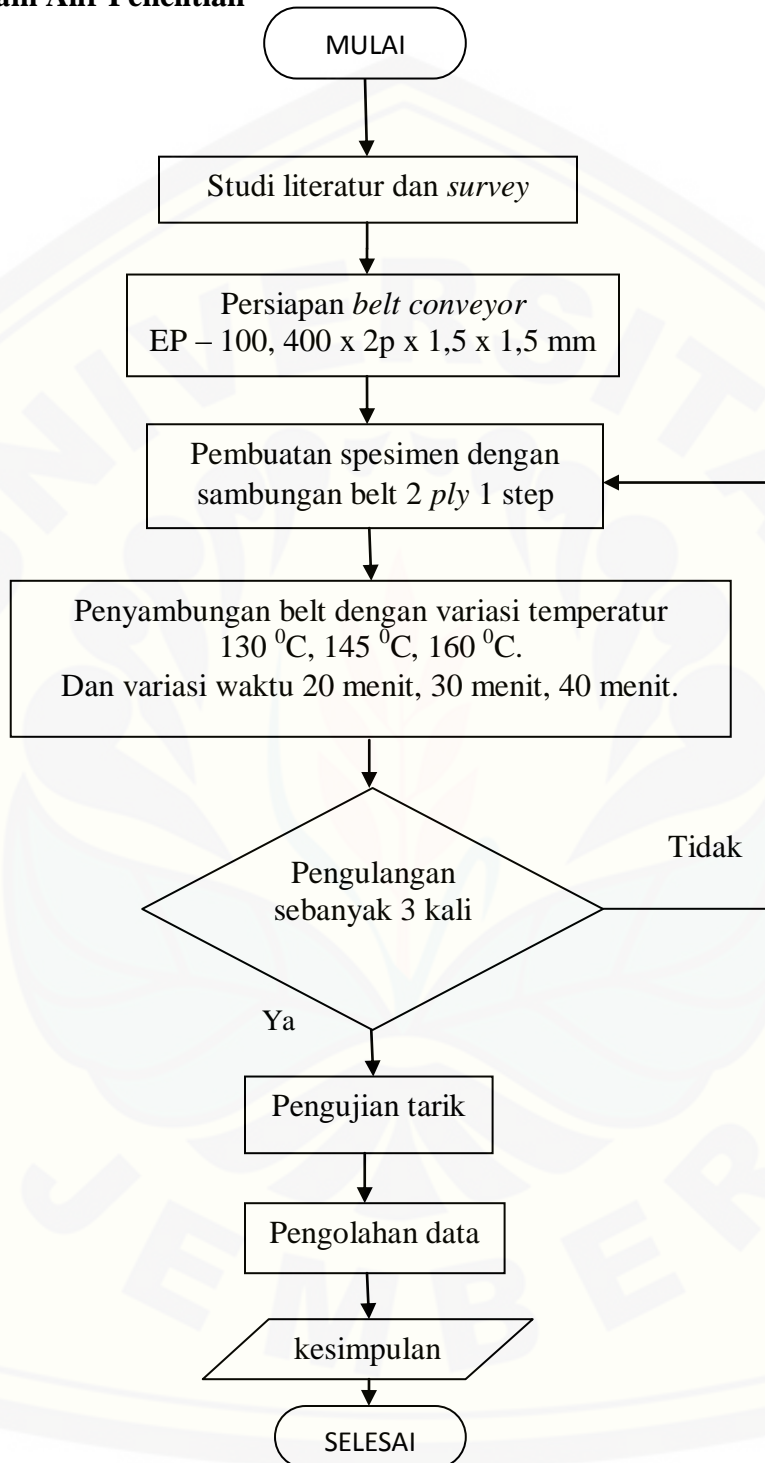 Penelitian
MULAI
Studi literatur dan survey
Persiapan belt conveyor
EP – 100, 400 x 2p x 1,5 x 1,5 mm
Pembuatan spesimen dengan
sambungan belt 2 ply 1 step
Penyambungan belt dengan variasi temperatur
130 ⁰C, 145 ⁰C, 160 ⁰C.
Dan variasi waktu 20 menit, 30 menit, 40 menit.
Pengulangan
sebanyak 3 kali
Tidak
Ya
Pengujian tarik
Pengolahan data
kesimpulan
SELESAI
UNIVERSITA
JEMBER